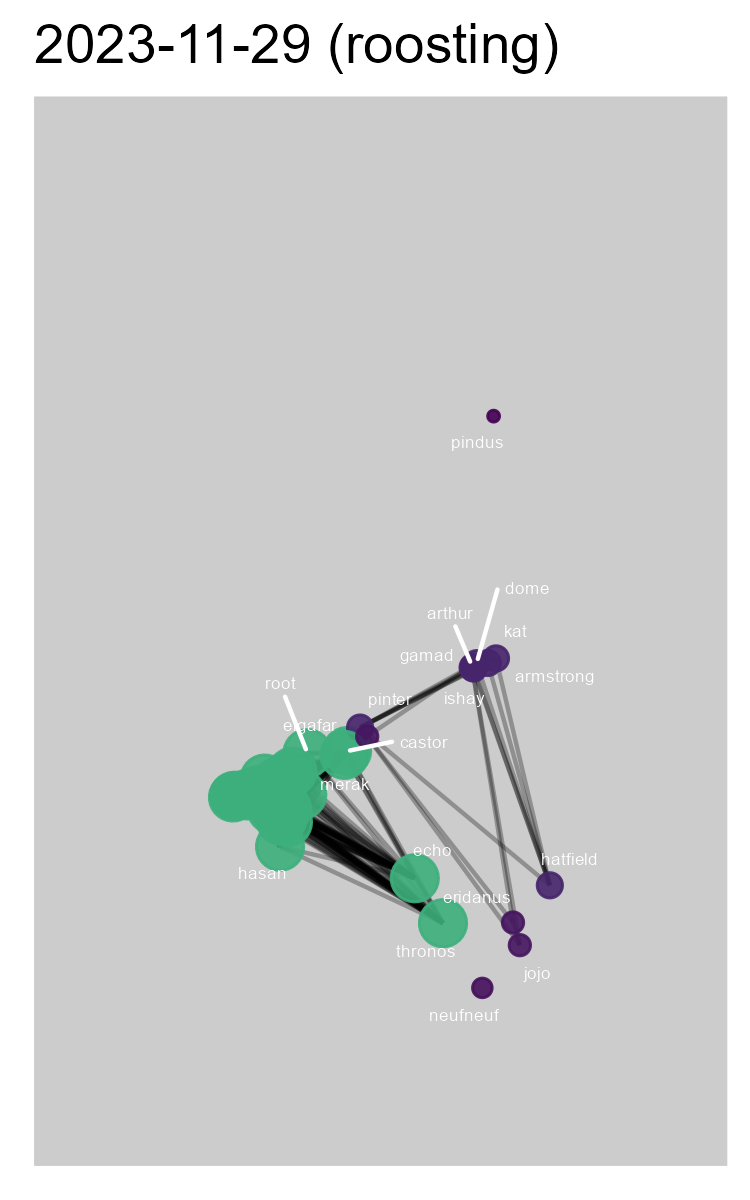 2023-11-29 (roosting)
pindus
dome
arthur
kat
gamad
armstrong
root
pinter
ishay
elgafar
castor
merak
echo
hatfield
hasan
eridanus
thronos
jojo
neufneuf